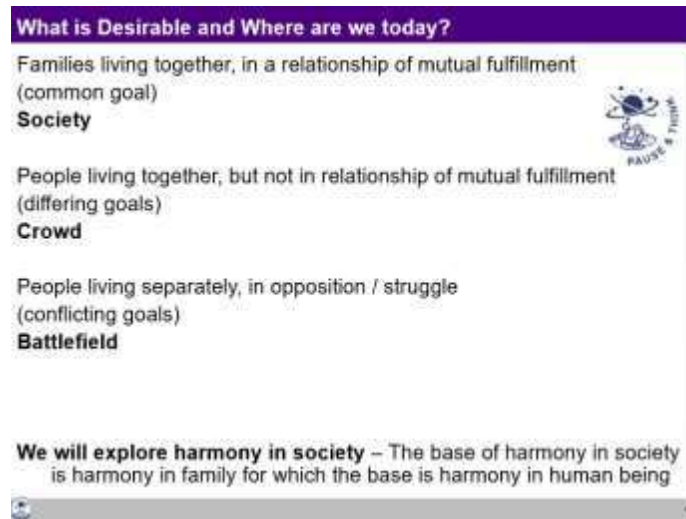 What is Desirable and Where are we today?
Families living together, in a relationship of mutual fulfillment
(common goal)
Society
PAUSE & THINK
People living together, but not in relationship of mutual fulfillment
(differing goals)
Crowd
People living separately, in opposition / struggle
(conflicting goals)
Battlefield
We will explore harmony in society – The base of harmony in society
is harmony in family for which the base is harmony in human being